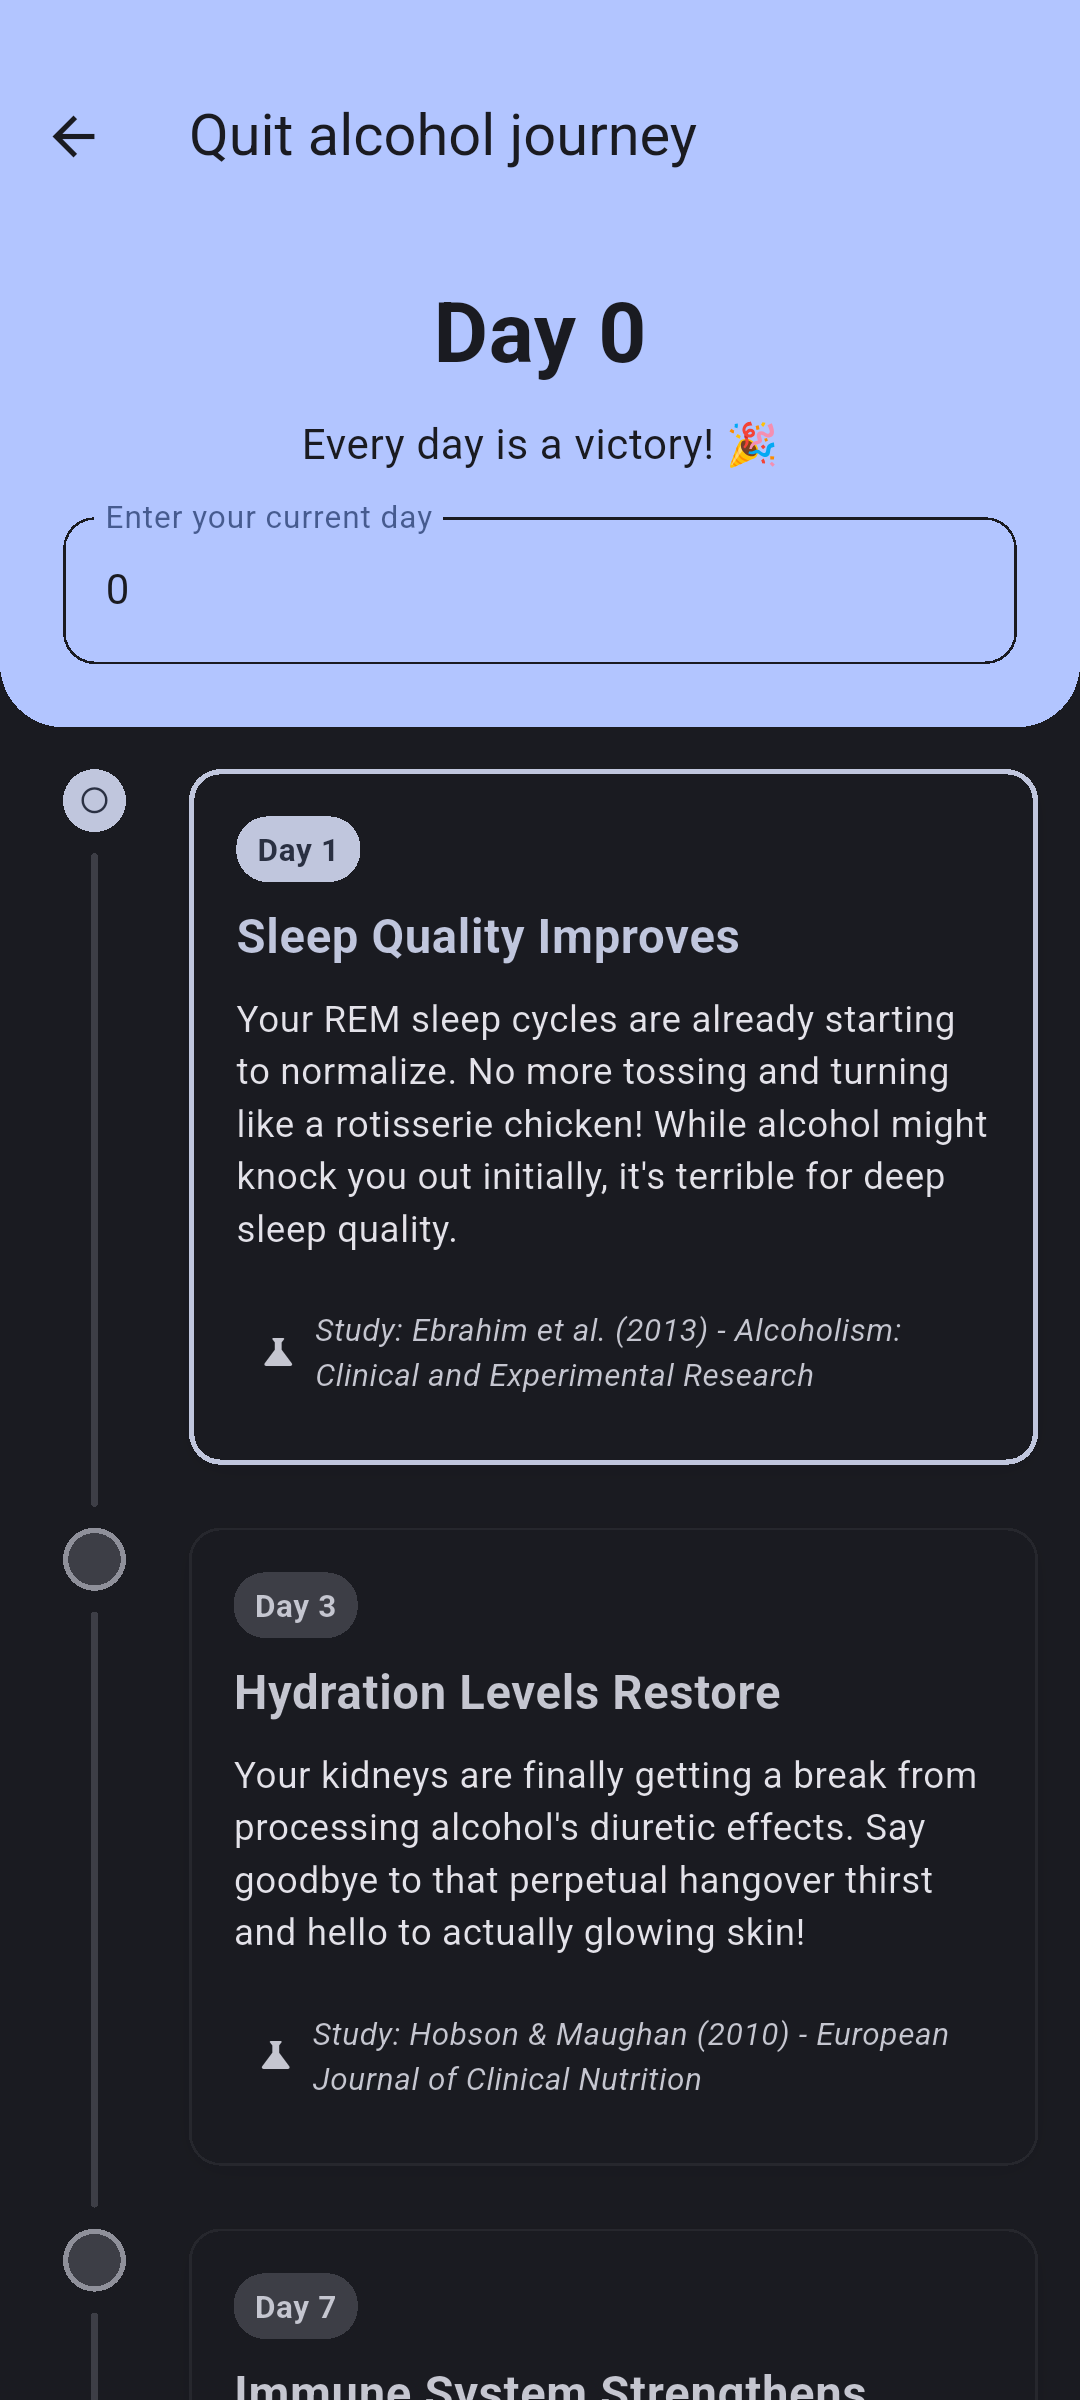 Quit alcohol journey
Day 0
Every day is a victory! 🎉
Enter your current day
0
Day 1
Sleep Quality Improves
Your REM sleep cycles are already starting
to normalize. No more tossing and turning
like a rotisserie chicken! While alcohol might
knock you out initially, it's terrible for deep
sleep quality.
Study: Ebrahim et al. (2013) - Alcoholism:
Clinical and Experimental Research
Day 3
Hydration Levels Restore
Your kidneys are finally getting a break from
processing alcohol's diuretic effects. Say
goodbye to that perpetual hangover thirst
and hello to actually glowing skin!
Study: Hobson & Maughan (2010) - European
Journal of Clinical Nutrition
Day 7
Immune System Strengthens